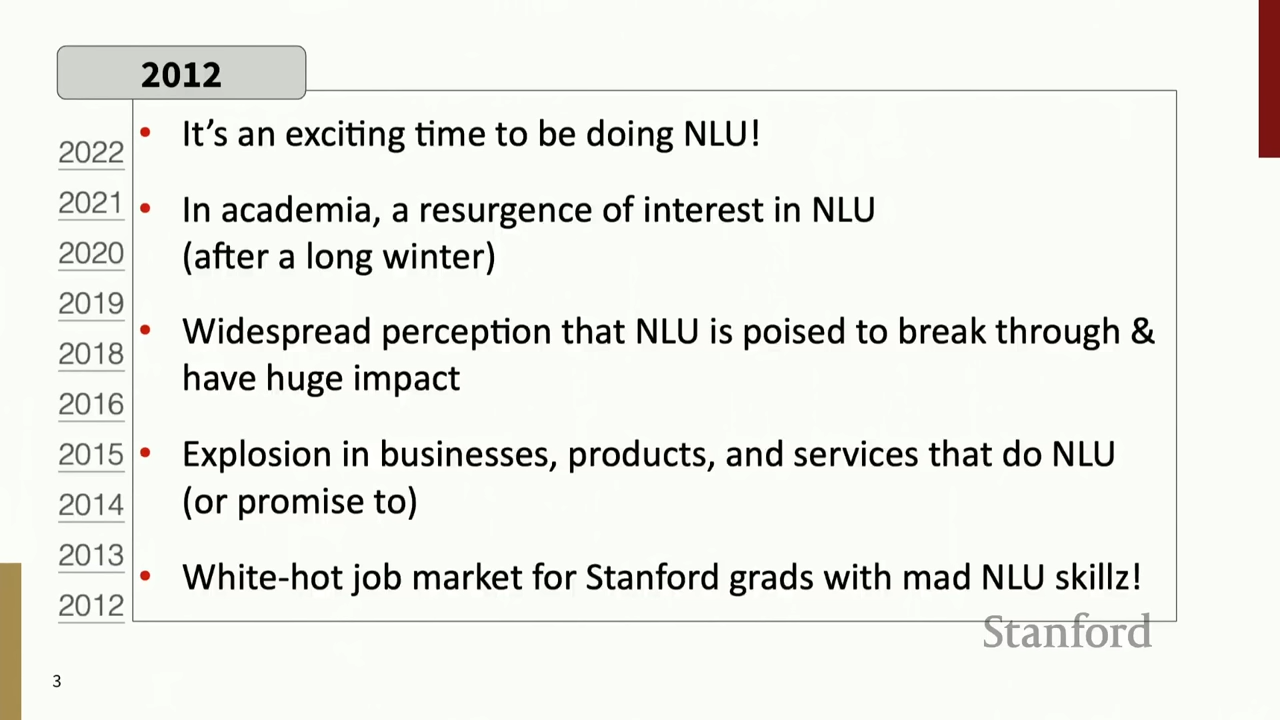 2012
2022
2021
2020
2019
2018
2016
2015
2014
2013
2012
• It's an exciting time to be doing NLU!
• In academia, a resurgence of interest in NLU
(after a long winter)
• Widespread perception that NLU is poised to break through &
have huge impact
• Explosion in businesses, products, and services that do NLU
(or promise to)
• White-hot job market for Stanford grads with mad NLU skillz!
Stanford
3